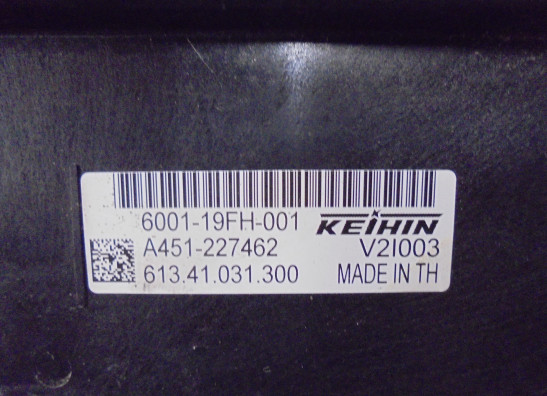 6001-19FH-001 KEIHIN
A451-227462 V2I003
613.41.031.300 MADE IN TH